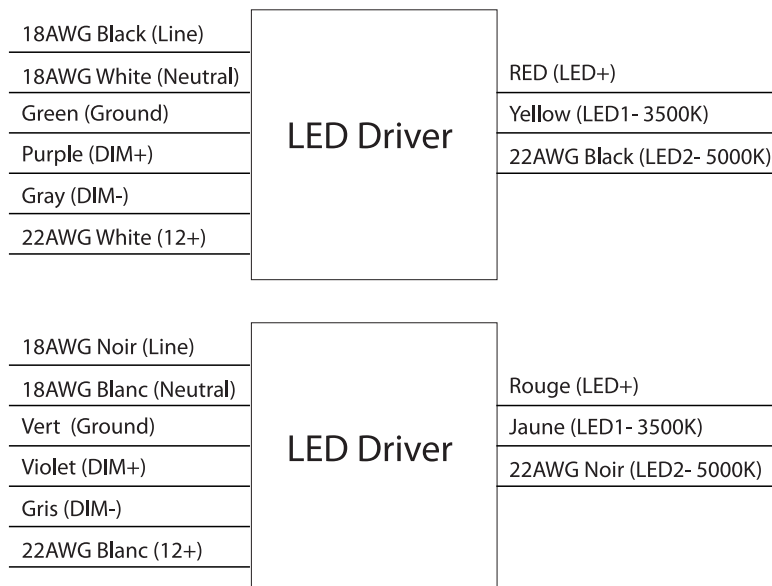 18AWG Black (Line)
18AWG White (Neutral)
Green (Ground)
Purple (DIM+)
Gray (DIM-)
22AWG White (12+)
LED Driver
RED (LED+)
Yellow (LED1- 3500K)
22AWG Black (LED2- 5000K)
18AWG Noir (Line)
18AWG Blanc (Neutral)
Vert (Ground)
Violet (DIM+)
Gris (DIM-)
22AWG Blanc (12+)
LED Driver
Rouge (LED+)
Jaune (LED1- 3500K)
22AWG Noir (LED2- 5000K)